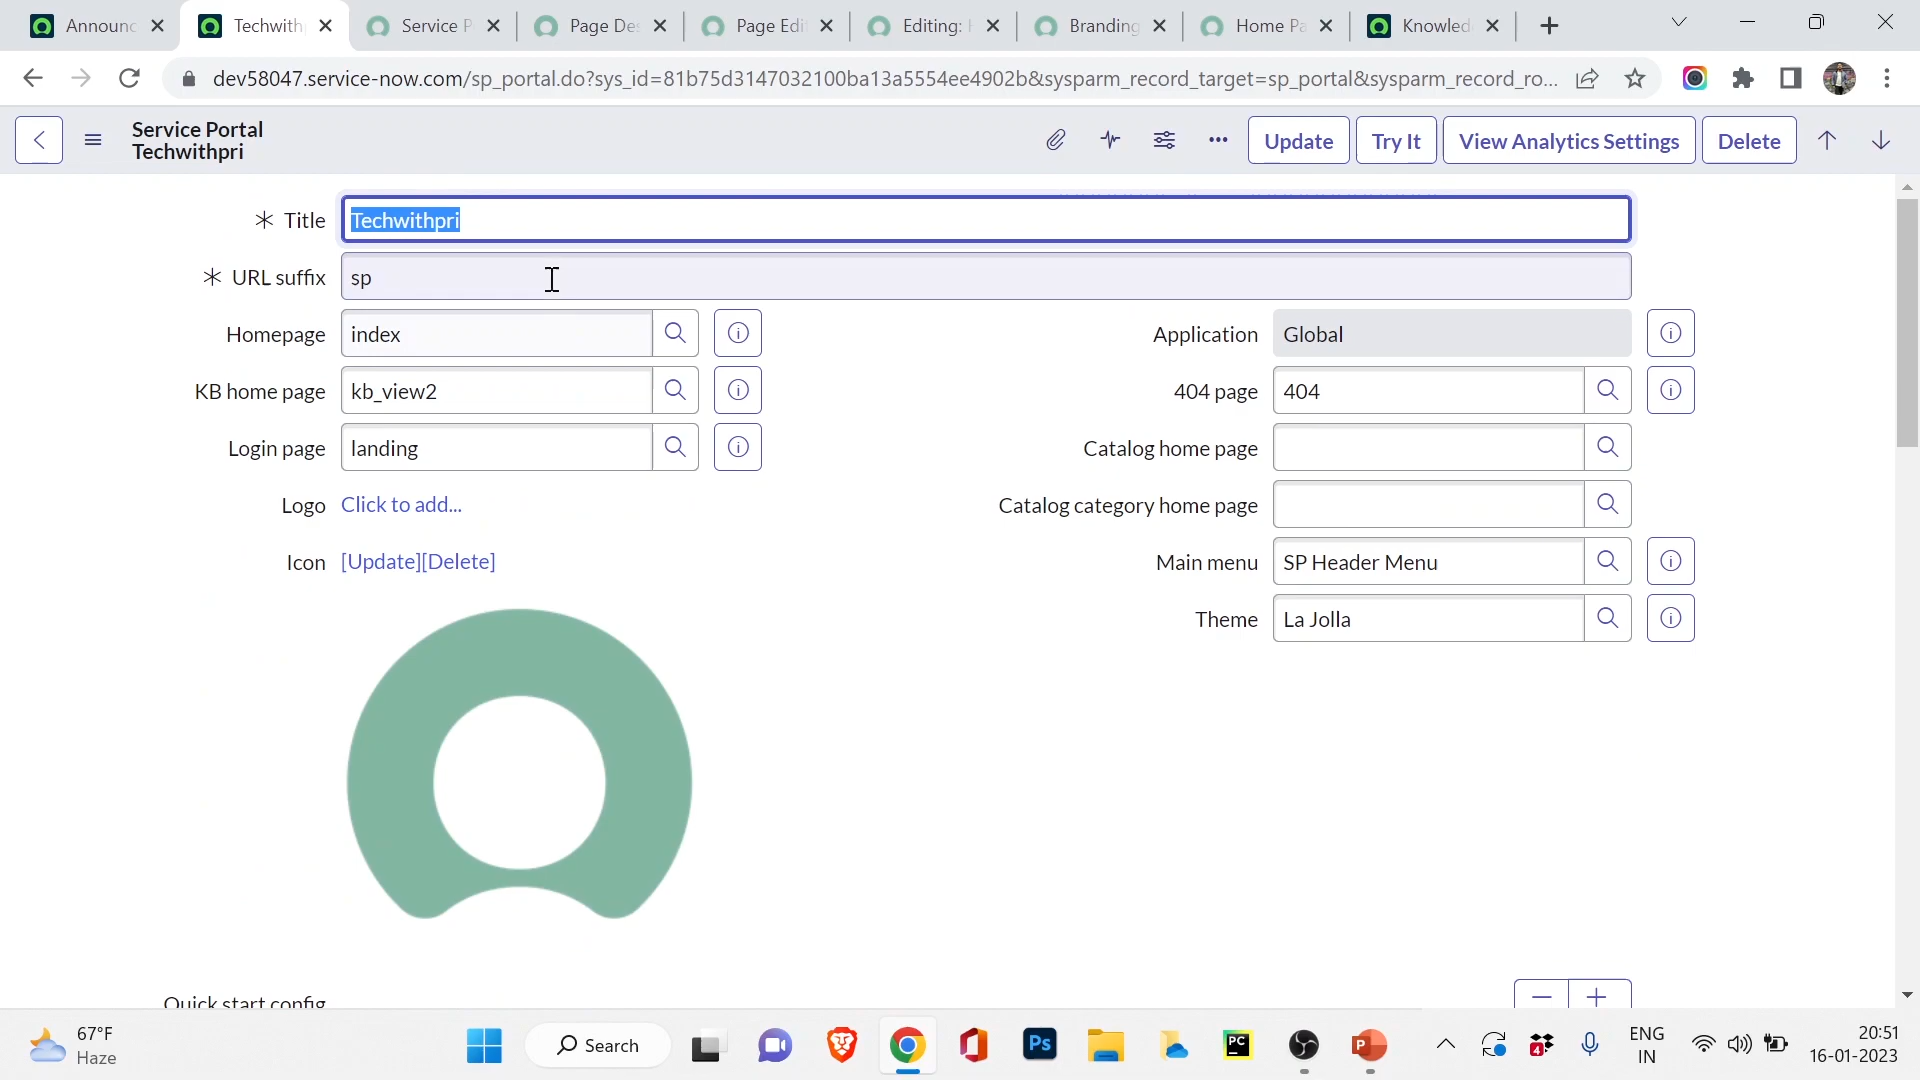 Announc
Techwith
Service P
Page Des
Page Edi
Editing: H
Branding
Home Pa
Knowled
dev58047.service-now.com/sp_portal.do?sys_id=81b75d3147032100ba13a5554ee4902b&sysparm_record_target=sp_portal&sysparm_record_ro...
Service Portal
Techwithpri
Update
Try It
View Analytics Settings
Delete
Title
Techwithpri
URL suffix
sp
Homepage
index
Application
Global
KB home page
kb_view2
404 page
404
Login page
landing
Catalog home page
Logo
Click to add...
Catalog category home page
Icon
[Update][Delete]
Main menu
SP Header Menu
Theme
La Jolla
Quick start config
67°F
Haze
Search
Ps
PC
P
4
ENG
IN
20:51
16-01-2023